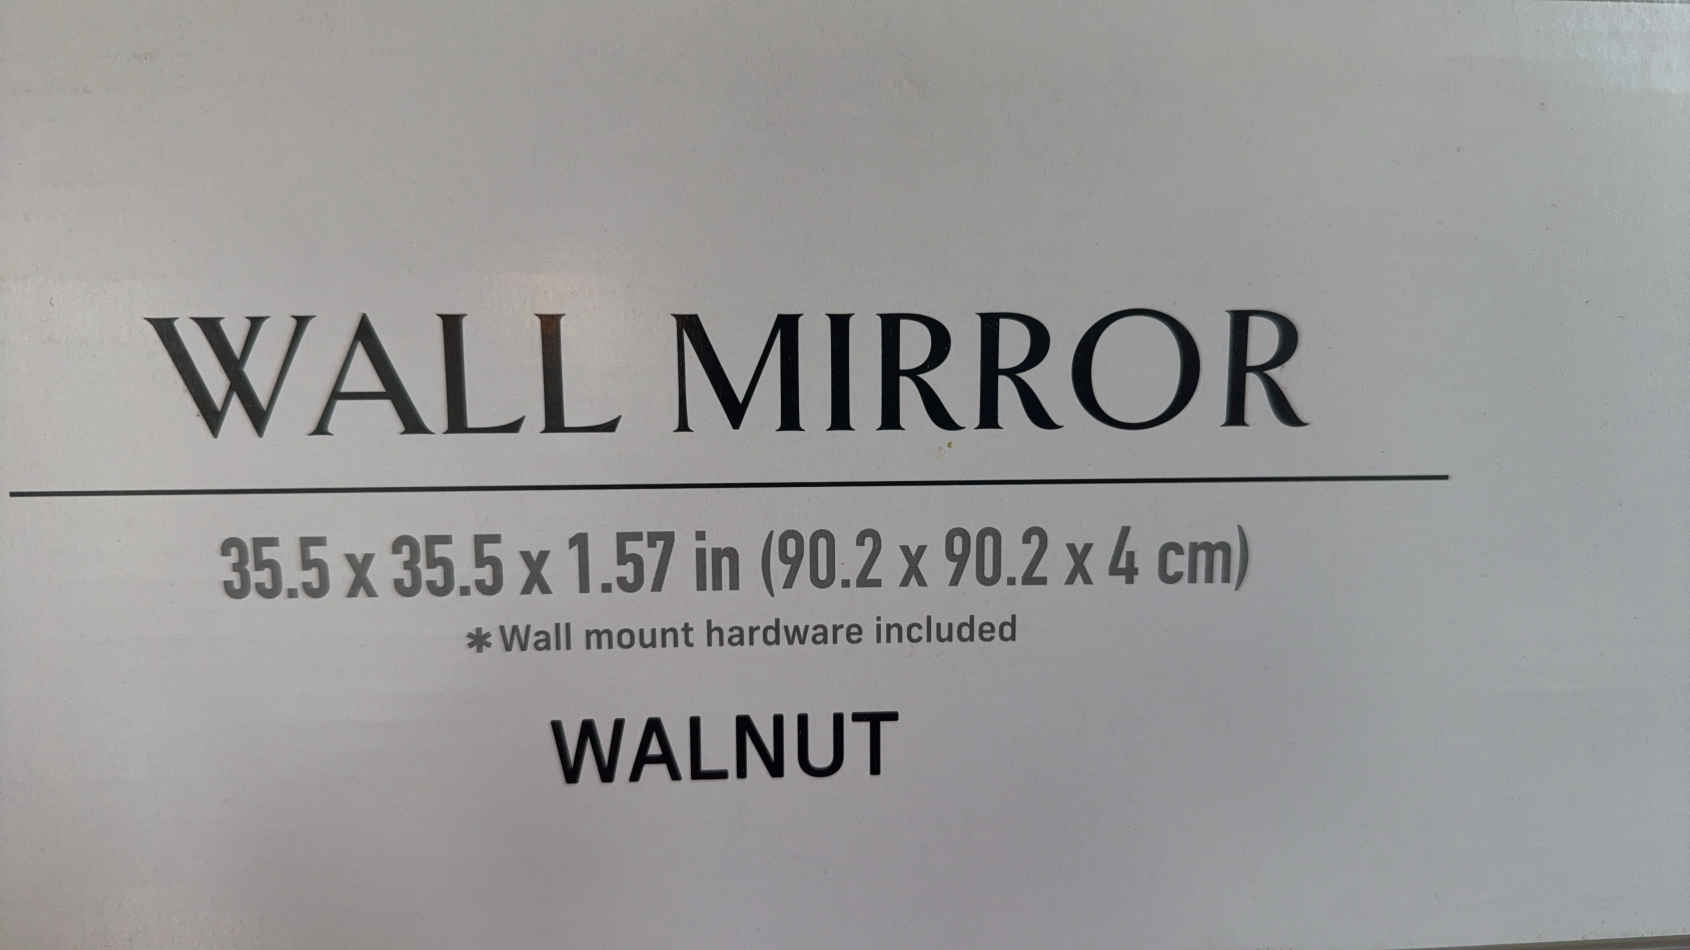 WALL MIRROR
35.5 x 35.5 x 1.57 in (90.2 x 90.2 x 4 cm)
*Wall mount hardware included
WALNUT